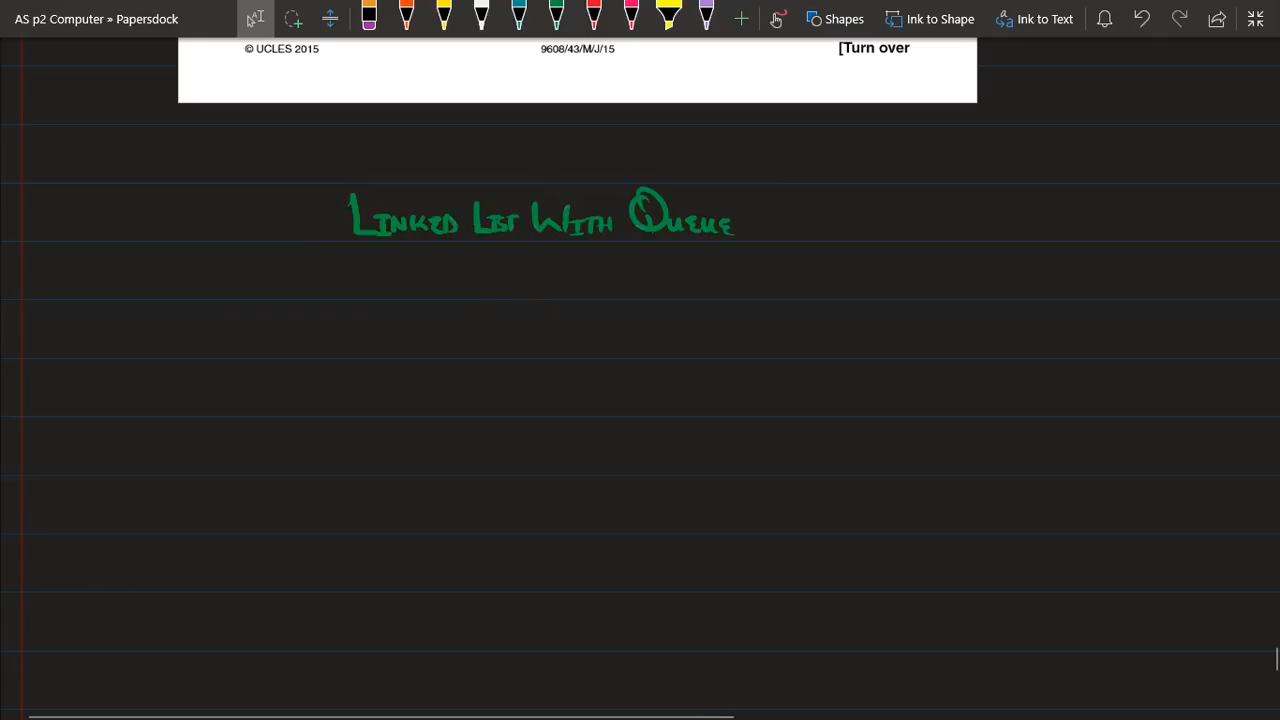 AS p2 Computer » Papersdock Shapes Ink to Shape Ink to Text
© UCLES 2015 9608/43/M/J/15 [Turn over
LINKED LIST WITH QUEUE